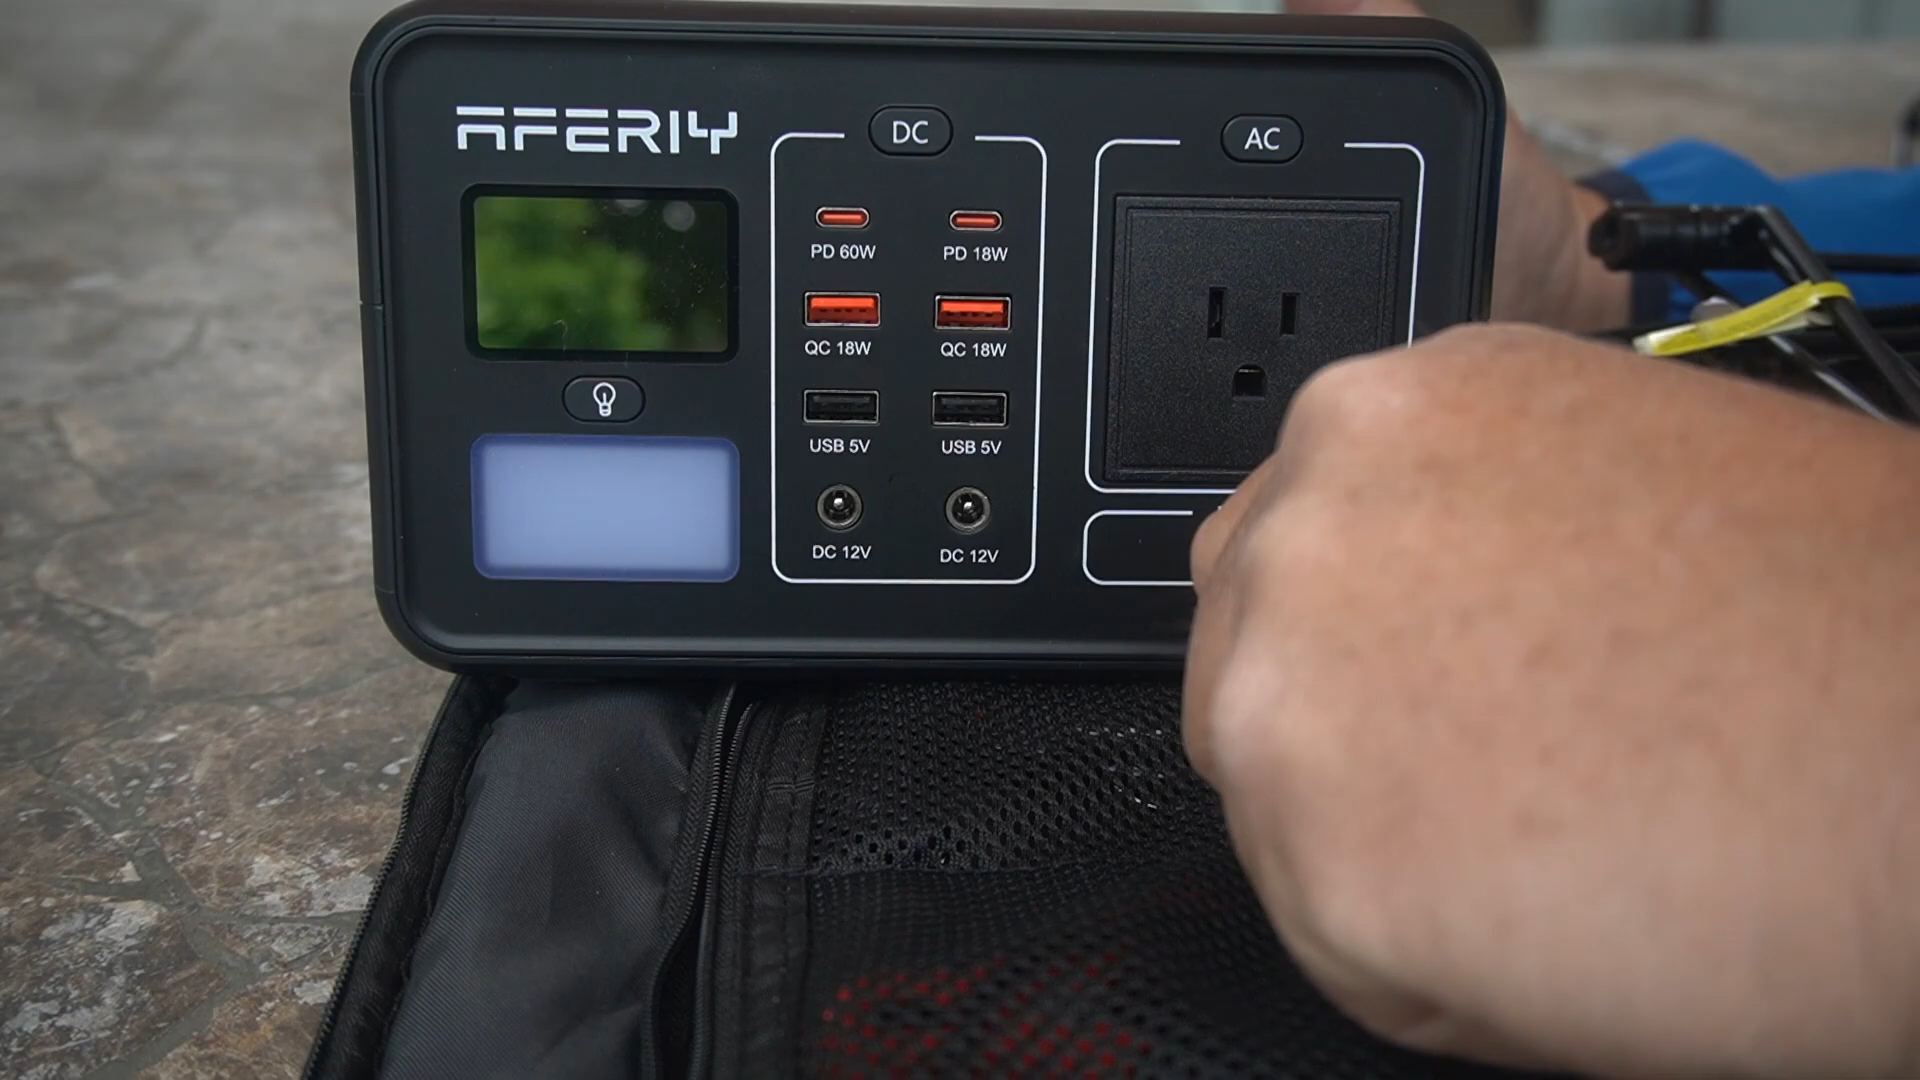 AFERIY
DC
AC
PD 60W
PD 18W
QC 18W
QC 18W
USB 5V
USB 5V
DC 12V
DC 12V